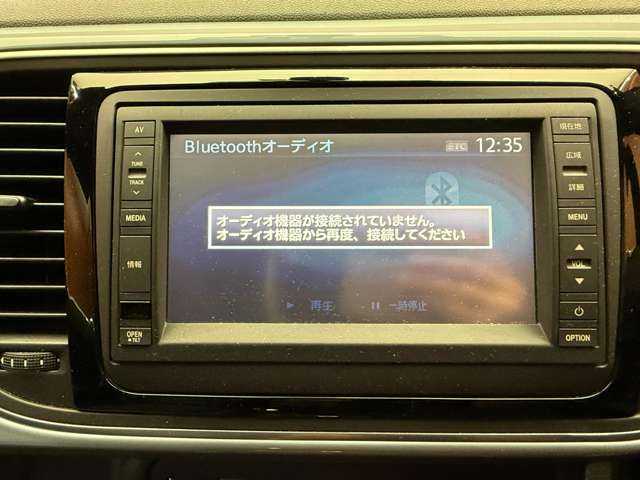 AV
TUNE
TRACK
MEDIA
情報
OPEN
TILT
Bluetoothオーディオ
ETC 12:35
オーディオ機器が接続されていません。
オーディオ機器から再度、接続してください
再生 一時停止
現在地
広域
詳細
MENU
VOL
OPTION